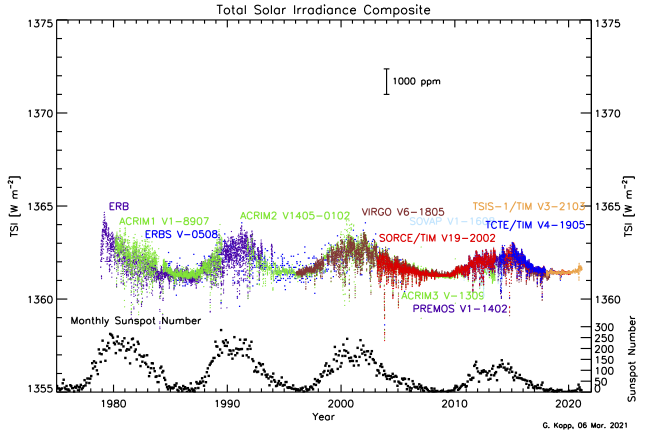 Total Solar Irradiance Composite
1375
1375
1000 ppm
1370
1370
TSI [W m⁻²]
TSI [W m⁻²]
1365
1365
ERB
ACRIM1 V1-8907
ERBS V-0508
ACRIM2 V1405-0102
VIRGO V6-1805
SOVAP V1-
TSIS-1/TIM V3-2103
TCTE/TIM V4-1905
SORCE/TIM V19-2002
1360
1360
ACRIM3 V-1309
PREMOS V1-1402
Monthly Sunspot Number
300
250
200
150
100
50
0
Sunspot Number
1355
1980
1990
2000
2010
2020
Year
G. Kopp, 06 Mar. 2021